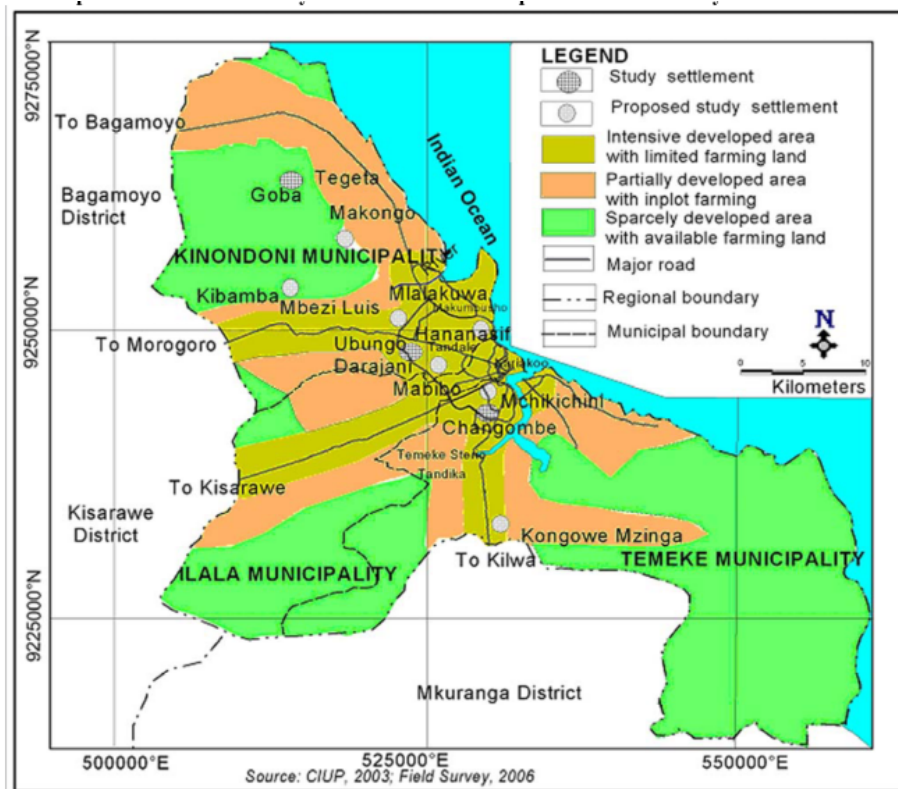 LEGEND
Study settlement
Proposed study settlement
Intensive developed area
with limited farming land
Partially developed area
with inplot farming
Sparcely developed area
with available farming land
Major road
Regional boundary
Municipal boundary
N
0
5
10
Kilometers
9275000°N
9250000°N
9225000°N
To Bagamoyo
Indian Ocean
Bagamoyo
District
Goba
Tegeta
Makongo
KINONDONI MUNICIPALITY
Kibamba
Mbezi Luis
Mlalakuwa
Makumbusho
Hananasif
To Morogoro
Ubungo
Tandale
Darajani
Kariakoo
Mabibo
Mchikichini
Changombe
Temeke Steno
Tandika
To Kisarawe
Kisarawe
District
Kongowe Mzinga
To Kilwa
ILALA MUNICIPALITY
TEMEKE MUNICIPALITY
Mkuranga District
500000°E
525000°E
550000°E
Source: CIUP, 2003; Field Survey, 2006